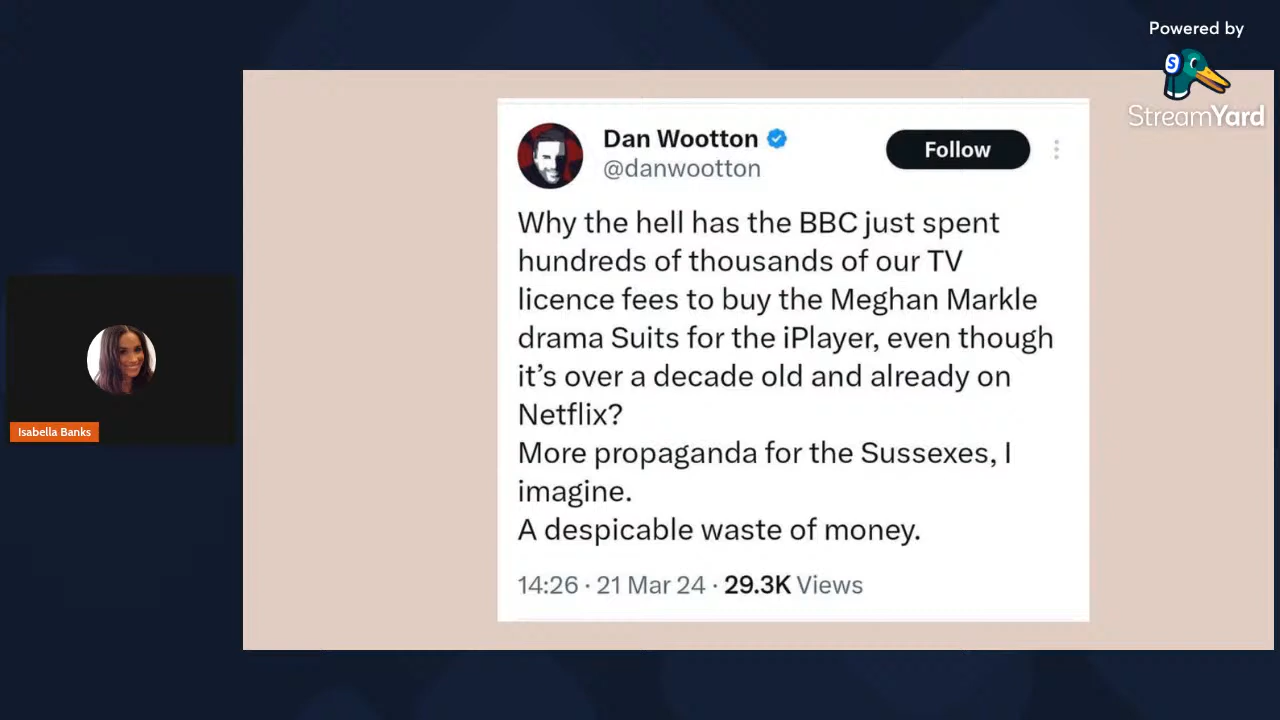 Powered by
StreamYard
Dan Wootton
@danwootton
Follow
Why the hell has the BBC just spent
hundreds of thousands of our TV
licence fees to buy the Meghan Markle
drama Suits for the iPlayer, even though
it’s over a decade old and already on
Netflix?
More propaganda for the Sussexes, I
imagine.
A despicable waste of money.
14:26 · 21 Mar 24 · 29.3K Views
Isabella Banks